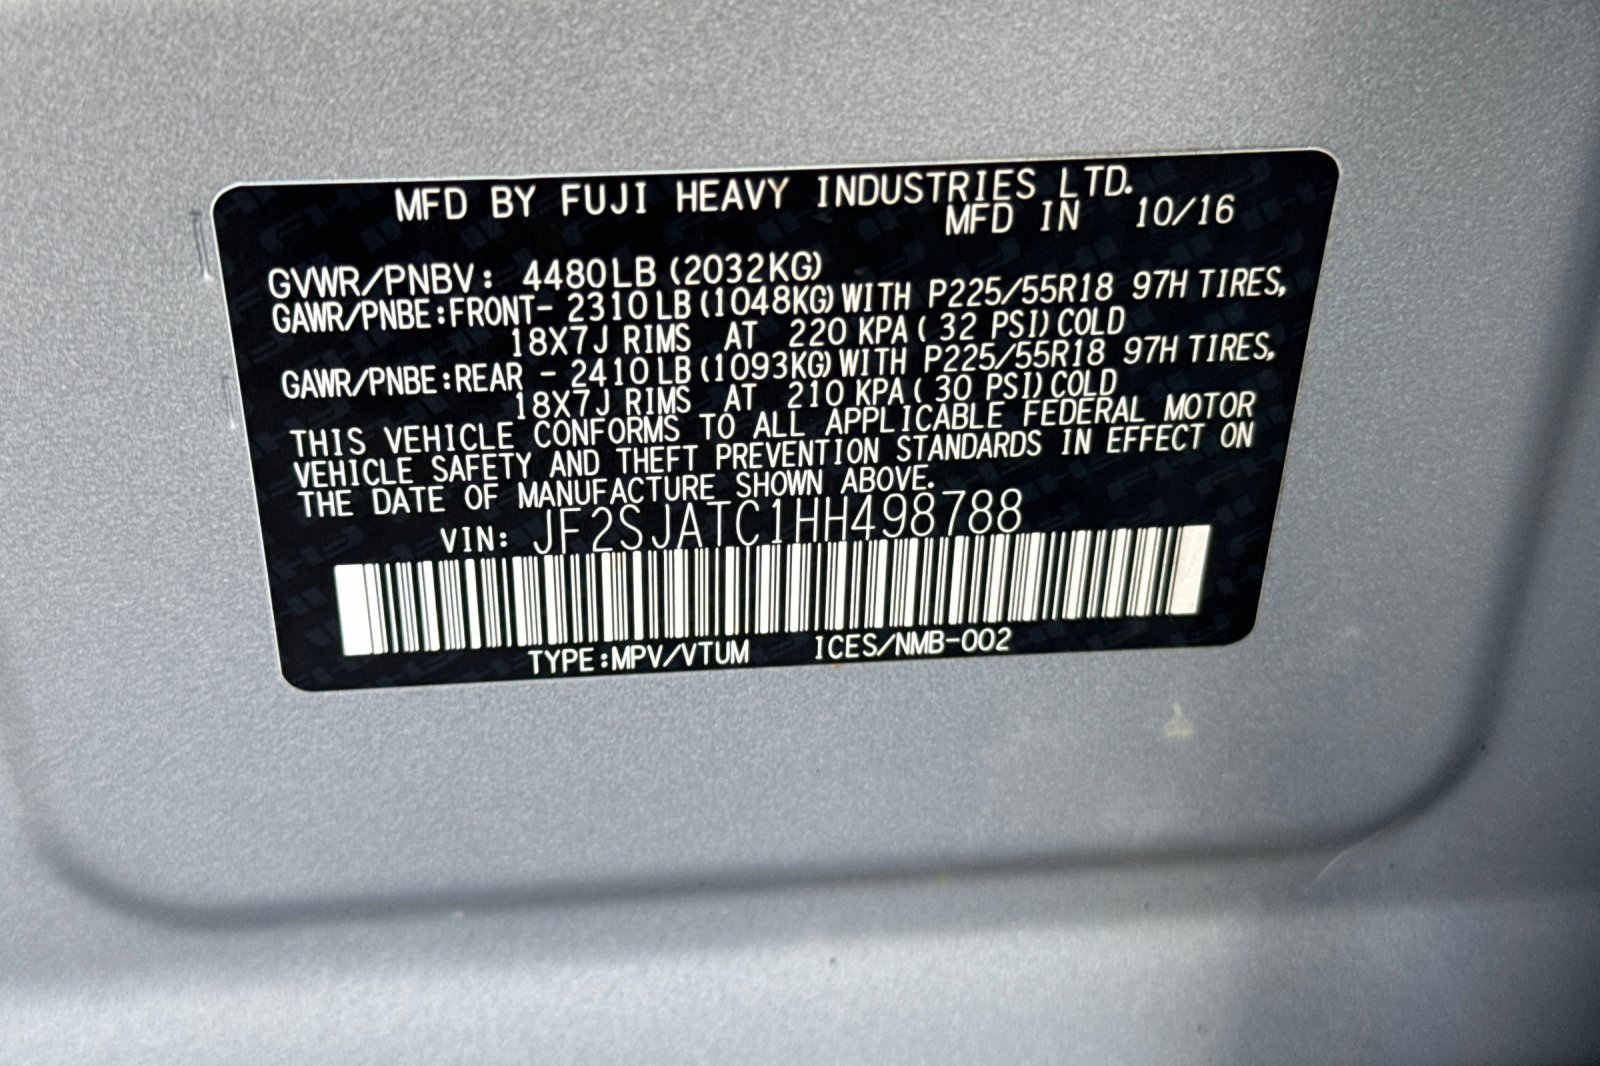 MFD BY FUJI HEAVY INDUSTRIES LTD.
MFD IN 10/16
GVWR/PNBV: 4480LB (2032KG)
GAWR/PNBE:FRONT- 2310LB (1048KG) WITH P225/55R18 97H TIRES,
18X7J RIMS AT 220 KPA ( 32 PSI) COLD
GAWR/PNBE:REAR - 2410LB (1093KG) WITH P225/55R18 97H TIRES,
18X7J RIMS AT 210 KPA ( 30 PSI) COLD
THIS VEHICLE CONFORMS TO ALL APPLICABLE FEDERAL MOTOR
VEHICLE SAFETY AND THEFT PREVENTION STANDARDS IN EFFECT ON
THE DATE OF MANUFACTURE SHOWN ABOVE.
VIN: JF2SJATC1HH498788
TYPE:MPV/VTUM ICES/NMB-002